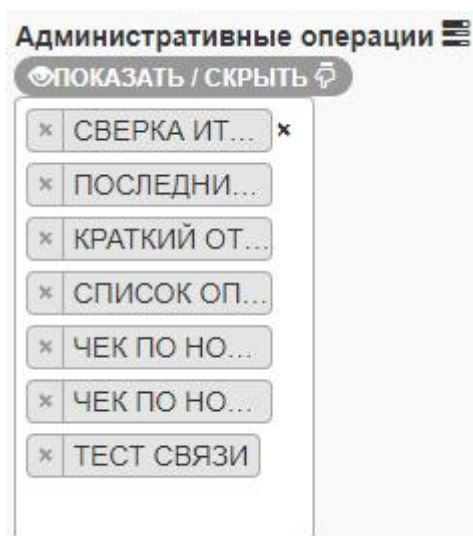 Административные операции
ПОКАЗАТЬ / СКРЫТЬ
× СВЕРКА ИТ... ×
× ПОСЛЕДНИ...
× КРАТКИЙ ОТ...
× СПИСОК ОП...
× ЧЕК ПО НО...
× ЧЕК ПО НО...
× ТЕСТ СВЯЗИ